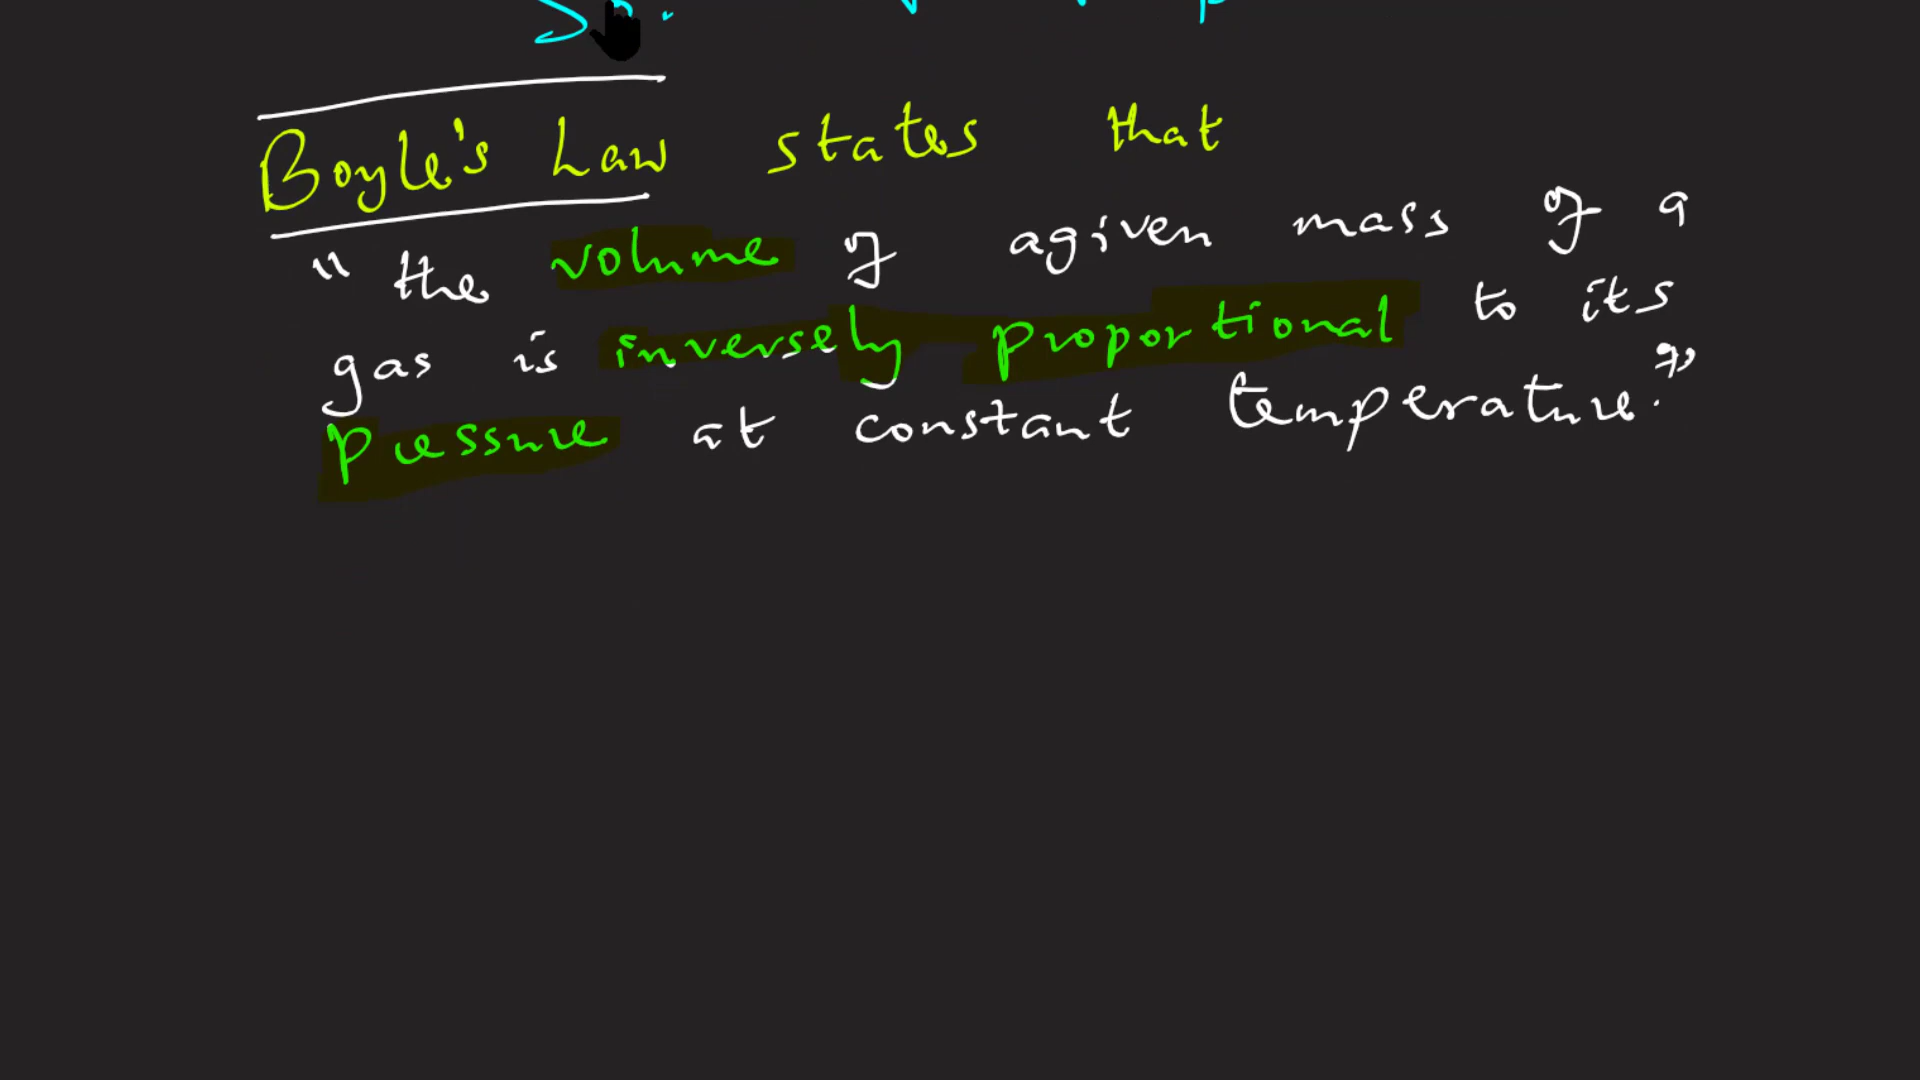 Boyle's Law states that
"the volume of a given mass of a
gas is inversely proportional to its
pressure at constant temperature."